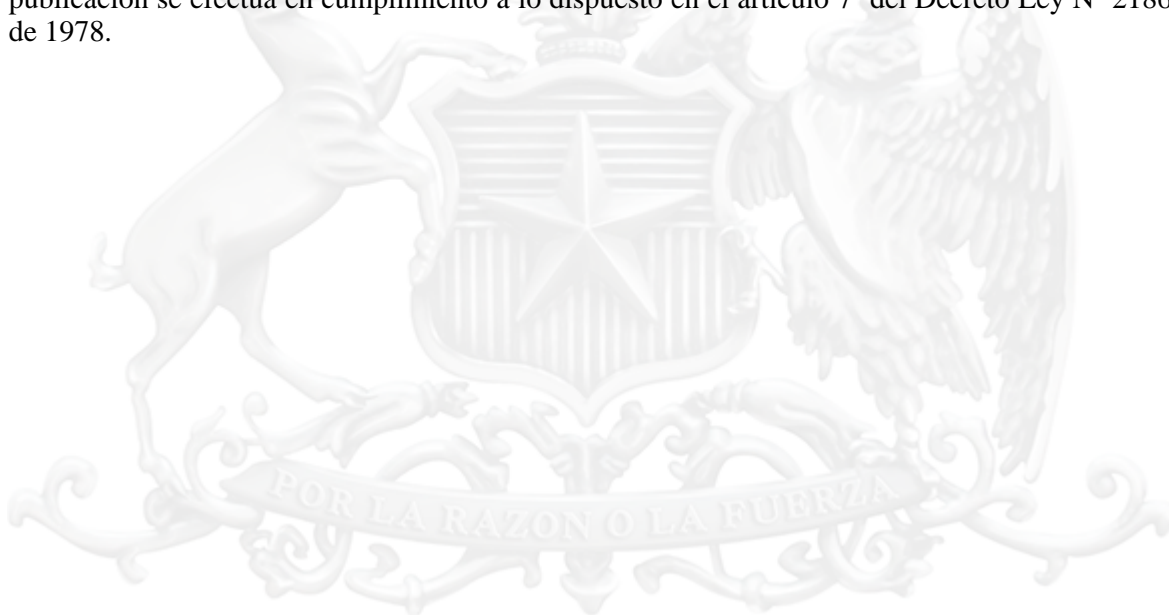 publicación se efectúa en cumplimiento a lo dispuesto en el artículo 7° del Decreto Ley N° 2186
de 1978.
POR LA RAZON O LA FUERZA